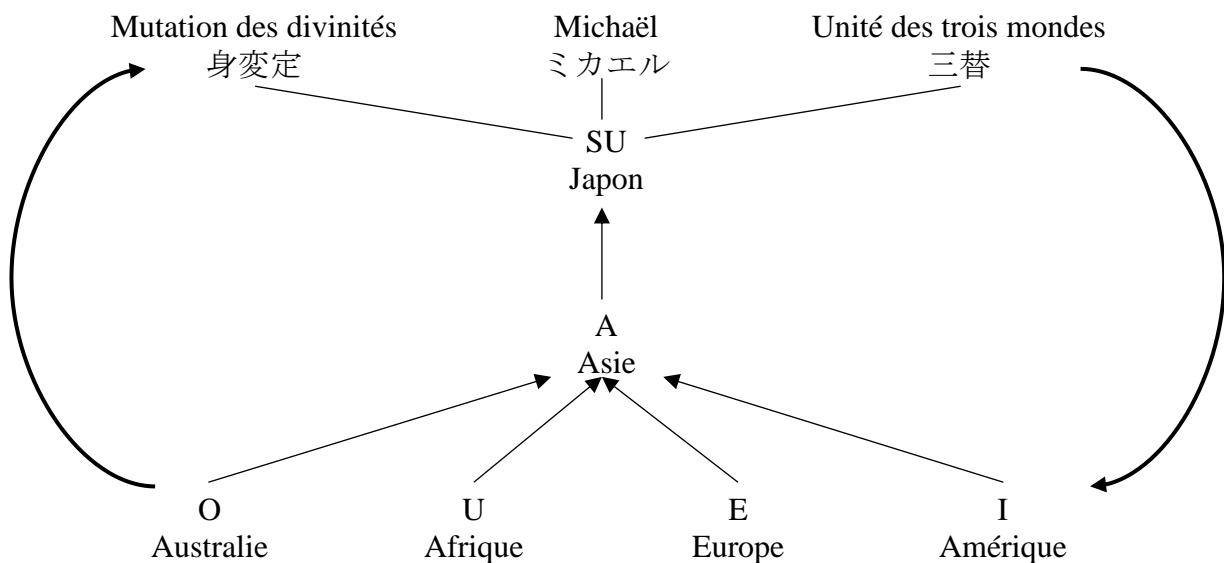 Mutation des divinités
身変定
Michaël
ミカエル
Unité des trois mondes
三替
SU
Japon
A
Asie
O
Australie
U
Afrique
E
Europe
I
Amérique